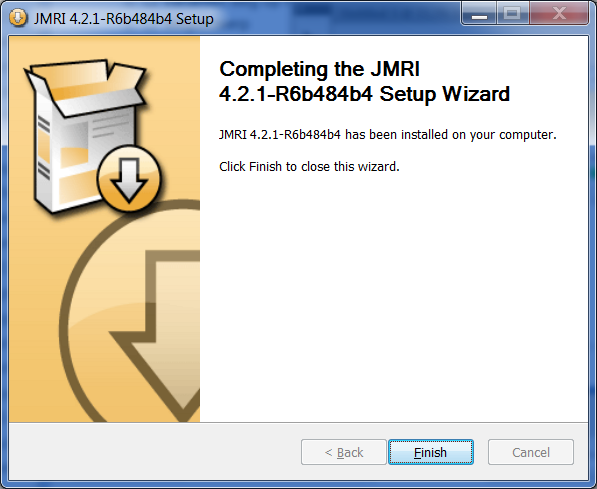 JMRI 4.2.1-R6b484b4 Setup
Completing the JMRI
4.2.1-R6b484b4 Setup Wizard
JMRI 4.2.1-R6b484b4 has been installed on your computer.
Click Finish to close this wizard.
< Back
Finish
Cancel